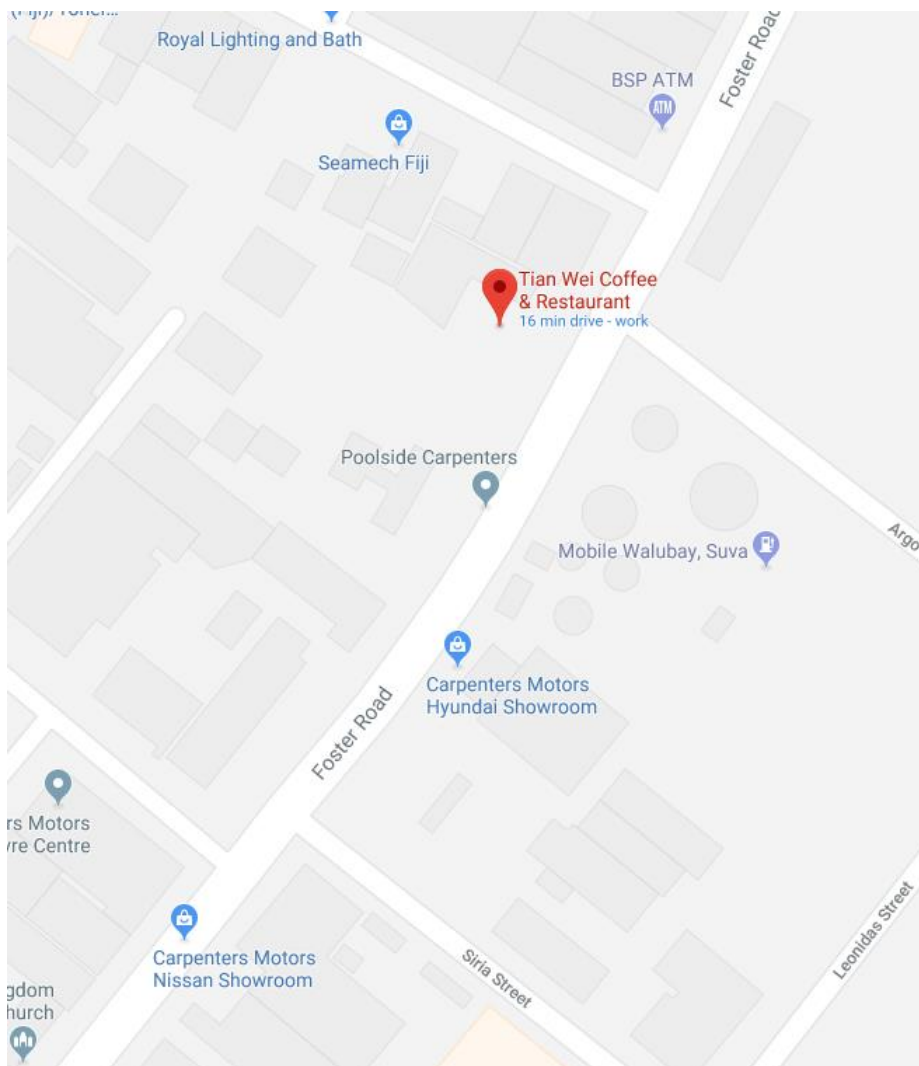 Royal Lighting and Bath
BSP ATM
ATM
Foster Road
Seamech Fiji
Tian Wei Coffee
& Restaurant
16 min drive - work
Poolside Carpenters
Mobile Walubay, Suva
Argo
Carpenters Motors
Hyundai Showroom
Foster Road
rs Motors
yre Centre
Carpenters Motors
Nissan Showroom
Siria Street
Leonidas Street
gdom
hurch